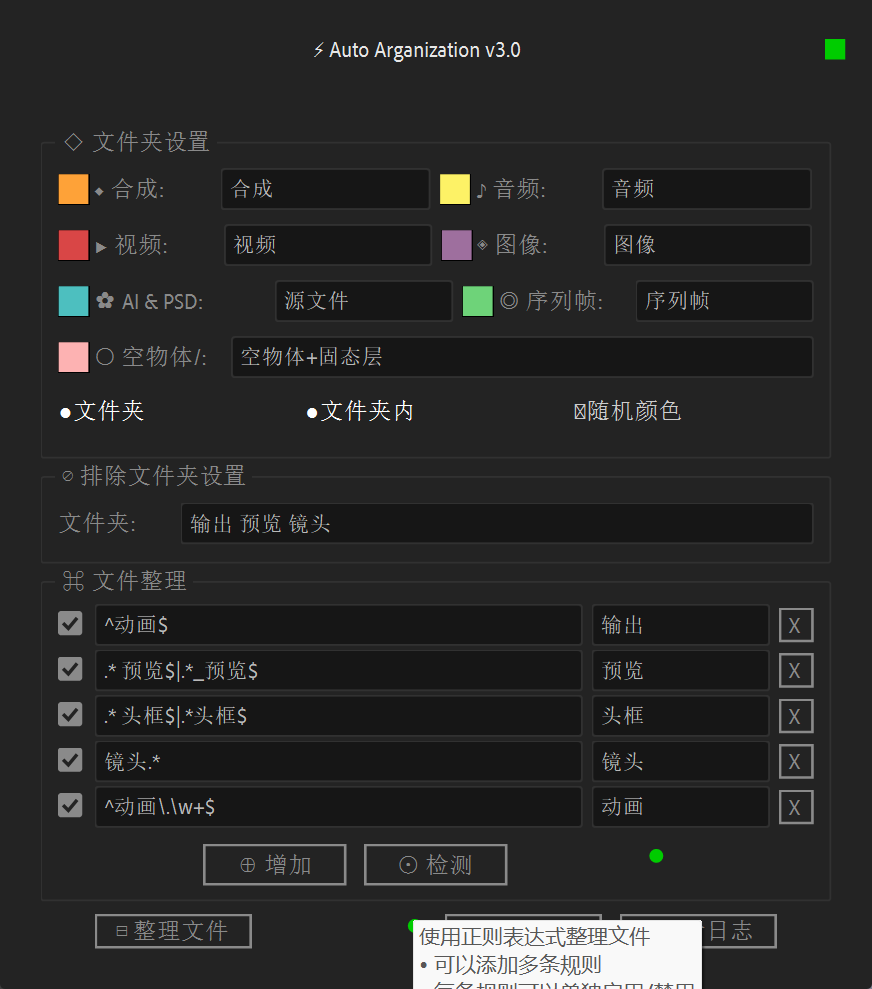 ⚡ Auto Arganization v3.0
◇ 文件夹设置
◆ 合成: 合成 ♪ 音频: 音频
▶ 视频: 视频 ◈ 图像: 图像
✿ AI & PSD: 源文件 ◎ 序列帧: 序列帧
○ 空物体/: 空物体+固态层
●文件夹 ●文件夹内 随机颜色
⊘ 排除文件夹设置
文件夹: 输出 预览 镜头
⌘ 文件整理
^动画$ 输出 X
.* 预览$|.*_预览$ 预览 X
.* 头框$|.*头框$ 头框 X
镜头.* 镜头 X
^动画\.\w+$ 动画 X
⊕ 增加 ⊙ 检测
⊟ 整理文件 日志
使用正则表达式整理文件
• 可以添加多条规则